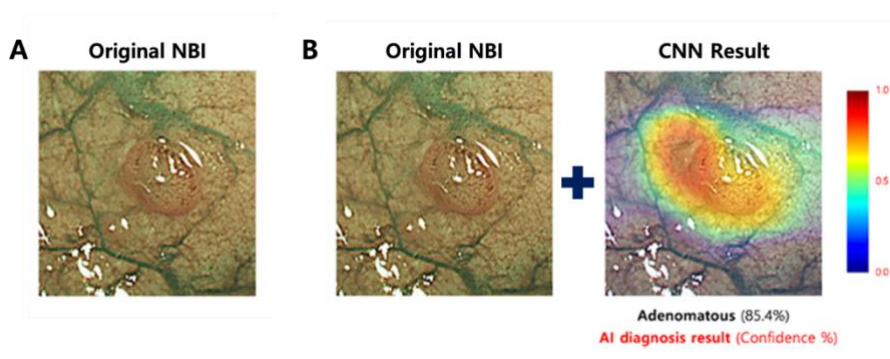 A
Original NBI
B
Original NBI
CNN Result
1.0
0.5
0.0
Adenomatous (85.4%)
AI diagnosis result (Confidence %)